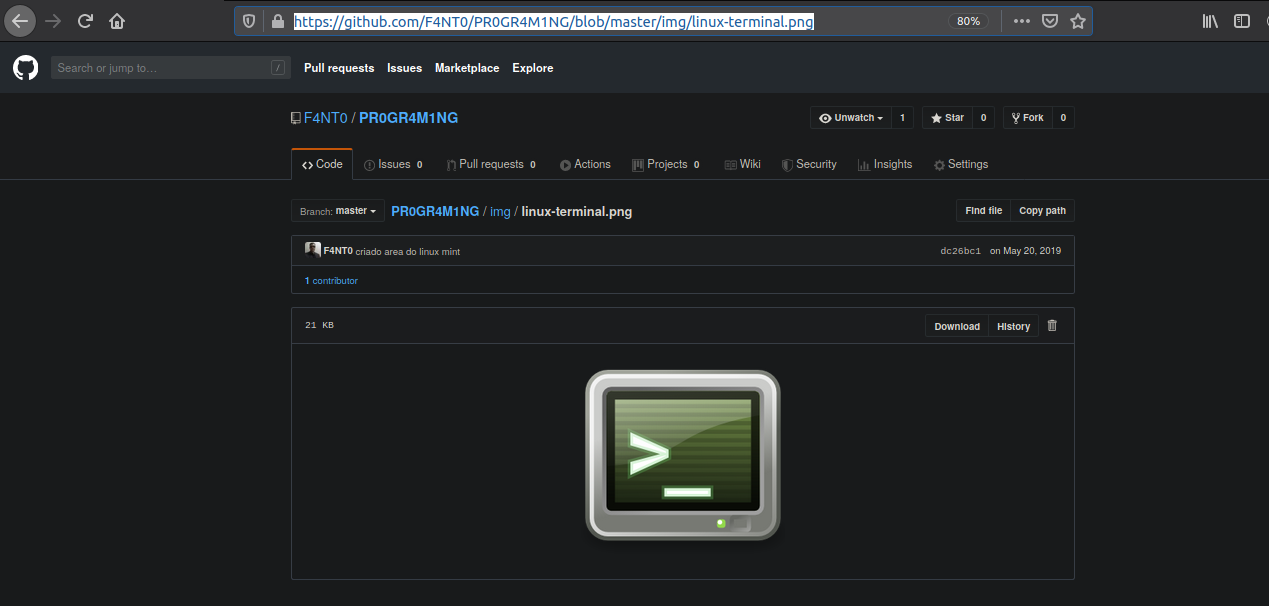 https://github.com/F4NT0/PR0GR4M1NG/blob/master/img/linux-terminal.png 80%
Search or jump to… / Pull requests Issues Marketplace Explore
F4NT0 / PR0GR4M1NG Unwatch 1 Star 0 Fork 0
Code Issues 0 Pull requests 0 Actions Projects 0 Wiki Security Insights Settings
Branch: master PR0GR4M1NG / img / linux-terminal.png Find file Copy path
F4NT0 criado area do linux mint dc26bc1 on May 20, 2019
1 contributor
21 KB Download History
>_